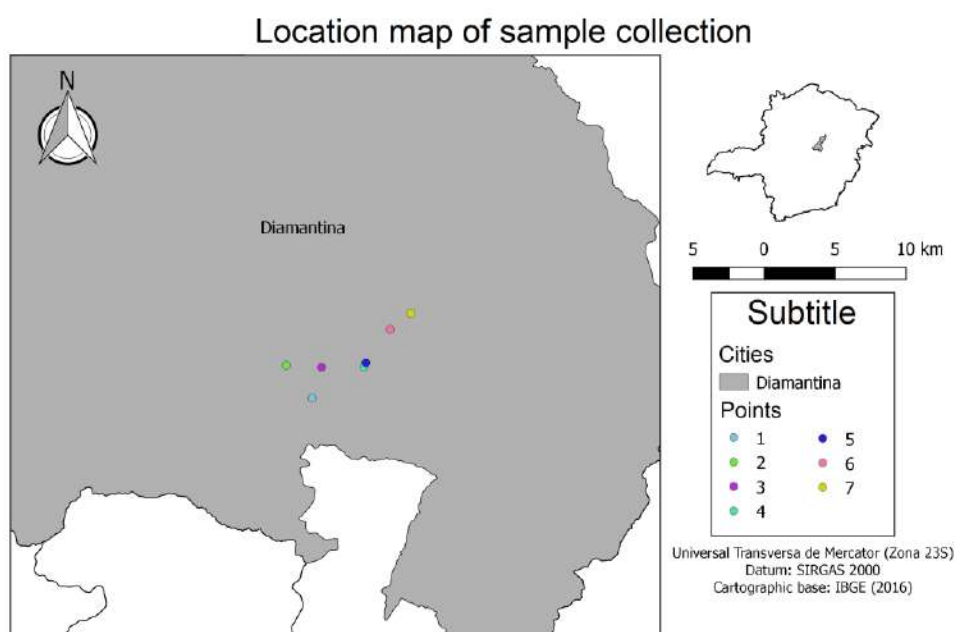 Location map of sample collection
N
Diamantina
5 0 5 10 km
Subtitle
Cities
Diamantina
Points
1 5
2 6
3 7
4
Universal Transversa de Mercator (Zona 23S)
Datum: SIRGAS 2000
Cartographic base: IBGE (2016)